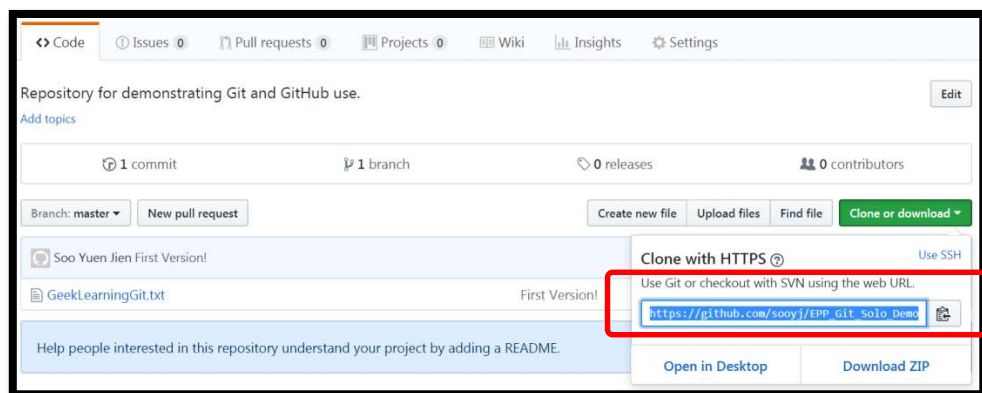 <> Code Issues 0 Pull requests 0 Projects 0 Wiki Insights Settings
Repository for demonstrating Git and GitHub use. Edit
Add topics
1 commit 1 branch 0 releases 0 contributors
Branch: master New pull request Create new file Upload files Find file Clone or download
Soo Yuen Jien First Version!
GeekLearningGit.txt First Version!
Help people interested in this repository understand your project by adding a README.
Clone with HTTPS ? Use SSH
Use Git or checkout with SVN using the web URL.
https://github.com/sooyj/EPP_Git_Solo_Demo
Open in Desktop Download ZIP